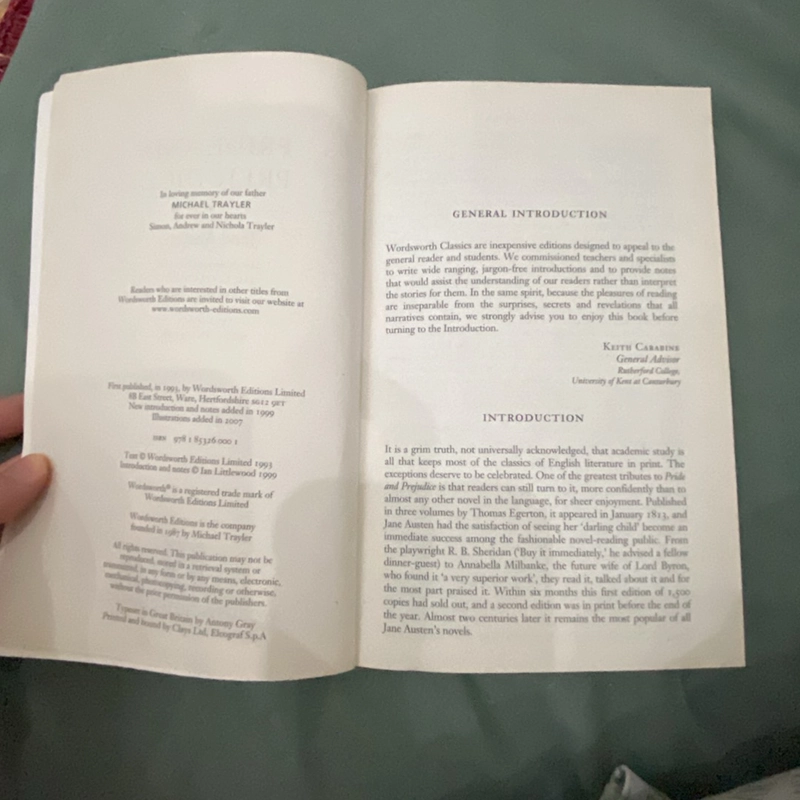 In loving memory of our father
MICHAEL TRAYLER
for ever in our hearts
Simon, Andrew and Nichola Trayler
Readers who are interested in other titles from
Wordsworth Editions are invited to visit our website at
www.wordsworth-editions.com
First published, in 1993, by Wordsworth Editions Limited
8B East Street, Ware, Hertfordshire SG12 9ET
New introduction and notes added in 1999
Illustrations added in 2007
ISBN 978 1 85326 000 1
Text © Wordsworth Editions Limited 1993
Introduction and notes © Ian Littlewood 1999
Wordsworth® is a registered trade mark of
Wordsworth Editions Limited
Wordsworth Editions is the company
founded in 1987 by Michael Trayler
All rights reserved. This publication may not be
reproduced, stored in a retrieval system or
transmitted, in any form or by any means, electronic,
mechanical, photocopying, recording or otherwise,
without the prior permission of the publishers.
Typeset in Great Britain by Antony Gray
Printed and bound by Clays Ltd, Elcograf S.p.A
GENERAL INTRODUCTION
Wordsworth Classics are inexpensive editions designed to appeal to the
general reader and students. We commissioned teachers and specialists
to write wide ranging, jargon-free introductions and to provide notes
that would assist the understanding of our readers rather than interpret
the stories for them. In the same spirit, because the pleasures of reading
are inseparable from the surprises, secrets and revelations that all
narratives contain, we strongly advise you to enjoy this book before
turning to the Introduction.
KEITH CARABINE
General Advisor
Rutherford College,
University of Kent at Canterbury
INTRODUCTION
It is a grim truth, not universally acknowledged, that academic study is
all that keeps most of the classics of English literature in print. The
exceptions deserve to be celebrated. One of the greatest tributes to Pride
and Prejudice is that readers can still turn to it, more confidently than to
almost any other novel in the language, for sheer enjoyment. Published
in three volumes by Thomas Egerton, it appeared in January 1813, and
Jane Austen had the satisfaction of seeing her ‘darling child’ become an
immediate success among the fashionable novel-reading public. From
the playwright R. B. Sheridan (‘Buy it immediately,’ he advised a fellow
dinner-guest) to Annabella Milbanke, the future wife of Lord Byron,
who found it ‘a very superior work’, they read it, talked about it and for
the most part praised it. Within six months this first edition of 1,500
copies had sold out, and a second edition was in print before the end of
the year. Almost two centuries later it remains the most popular of all
Jane Austen’s novels.